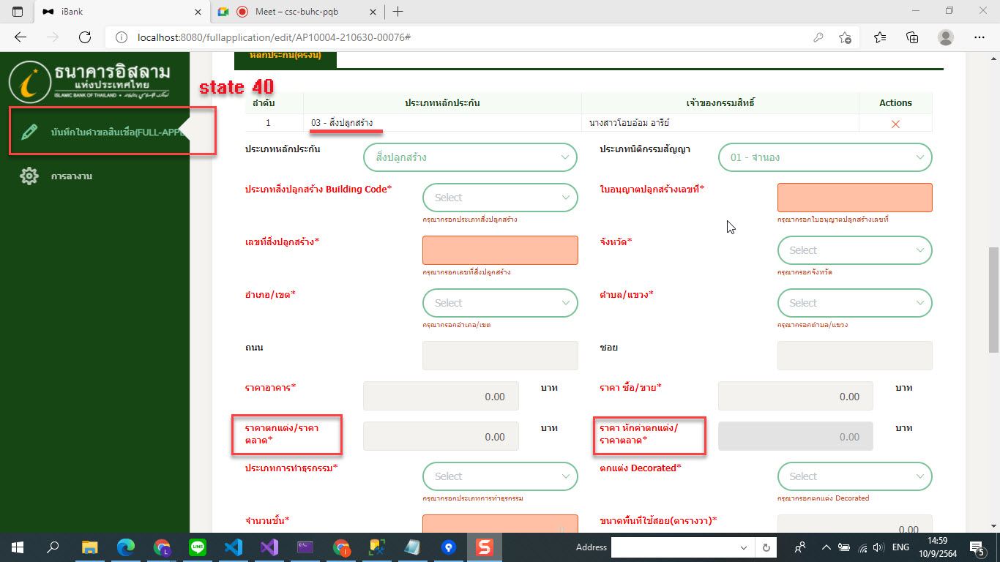 iBank
Meet – csc-buhc-pqb
localhost:8080/fullapplication/edit/AP10004-210630-00076#
ธนาคารอิสลาม
แห่งประเทศไทย
ISLAMIC BANK OF THAILAND
บันทึกใบคำขอสินเชื่อ(FULL-APPL
การลางาน
หลักประกัน(ครั้งนี้)
state 40
ลำดับ ประเภทหลักประกัน เจ้าของกรรมสิทธิ์ Actions
1 03 - สิ่งปลูกสร้าง นางสาวโอบอ้อม อารีย์
ประเภทหลักประกัน สิ่งปลูกสร้าง ประเภทนิติกรรมสัญญา 01 - จำนอง
ประเภทสิ่งปลูกสร้าง Building Code* Select ใบอนุญาตปลูกสร้างเลขที่*
กรุณากรอกประเภทสิ่งปลูกสร้าง กรุณากรอกใบอนุญาตปลูกสร้างเลขที่
เลขที่สิ่งปลูกสร้าง* จังหวัด* Select
กรุณากรอกเลขที่สิ่งปลูกสร้าง กรุณากรอกจังหวัด
อำเภอ/เขต* Select ตำบล/แขวง* Select
กรุณากรอกอำเภอ/เขต กรุณากรอกตำบล/แขวง
ถนน ซอย
ราคาอาคาร* 0.00 บาท ราคา ซื้อ/ขาย* 0.00 บาท
ราคาตกแต่ง/ราคา 0.00 บาท ราคา หักค่าตกแต่ง/ 0.00 บาท
ตลาด* ราคาตลาด*
ประเภทการทำธุรกรรม* Select ตกแต่ง Decorated* Select
กรุณากรอกประเภทการทำธุรกรรม กรุณากรอกตกแต่ง Decorated
จำนวนชั้น* 0 ขนาดพื้นที่ใช้สอย(ตารางวา)* 0.00
Address ENG 14:59
10/9/2564
5